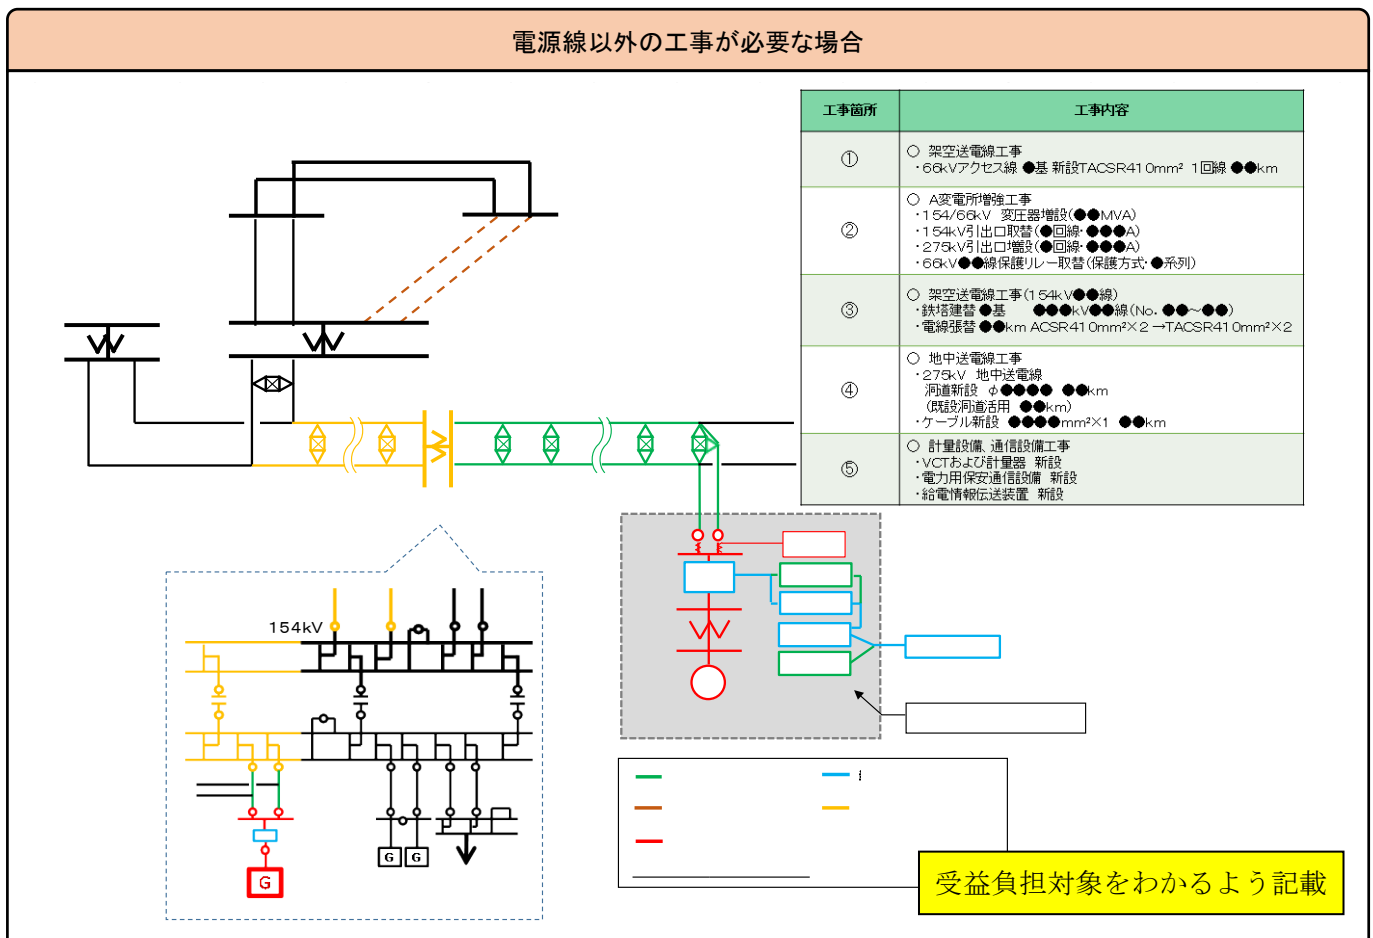 電源線以外の工事が必要な場合
工事箇所 工事内容
①
○ 架空送電線工事
・66kVアクセス線 ●基 新設TACSR410mm² 1回線 ●●km
②
○ A変電所増強工事
・154/66kV 変圧器増設(●●MVA)
・154kV引出口取替(●回線・●●●A)
・275kV引出口増設(●回線・●●●A)
・66kV●●線保護リレー取替(保護方式・●系列)
③
○ 架空送電線工事(154kV●●線)
・鉄塔建替 ●基 ●●●kV●●線(No. ●●～●●)
・電線張替 ●●km ACSR410mm²×2→TACSR410mm²×2
④
○ 地中送電線工事
・275kV 地中送電線
洞道新設 φ●●●● ●●km
(既設洞道活用 ●●km)
・ケーブル新設 ●●●●mm²×1 ●●km
⑤
○ 計量設備、通信設備工事
・VCTおよび計量器 新設
・電力用保安通信設備 新設
・給電情報伝送装置 新設
154kV
G
G
G
受益負担対象をわかるよう記載